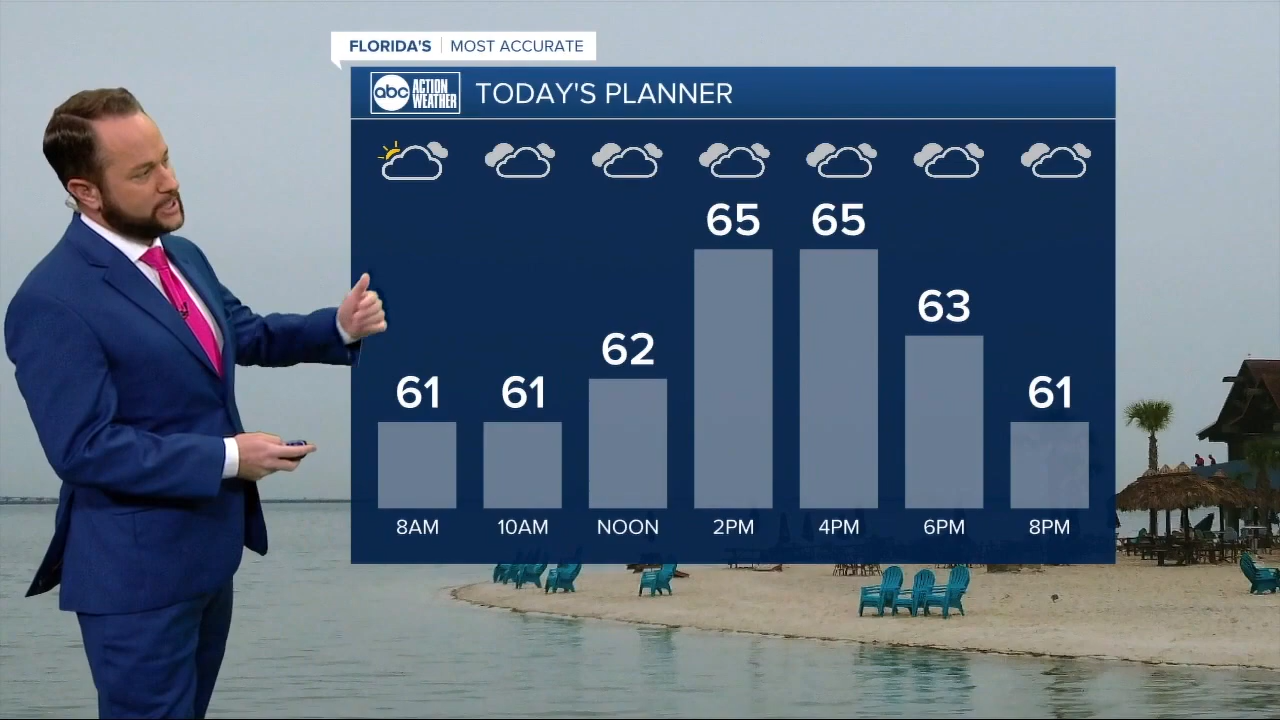 FLORIDA'S MOST ACCURATE
abc ACTION WEATHER TODAY'S PLANNER
65 65
63
62
61 61 61
8AM 10AM NOON 2PM 4PM 6PM 8PM